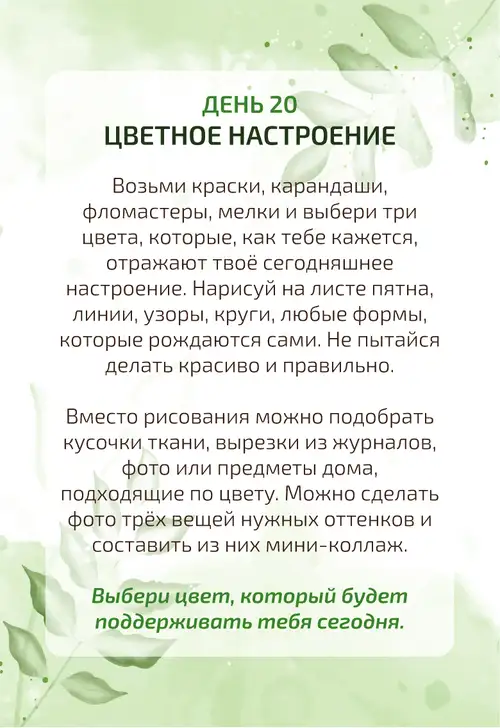 ДЕНЬ 20
ЦВЕТНОЕ НАСТРОЕНИЕ
Возьми краски, карандаши,
фломастеры, мелки и выбери три
цвета, которые, как тебе кажется,
отражают твоё сегодняшнее
настроение. Нарисуй на листе пятна,
линии, узоры, круги, любые формы,
которые рождаются сами. Не пытайся
делать красиво и правильно.
Вместо рисования можно подобрать
кусочки ткани, вырезки из журналов,
фото или предметы дома,
подходящие по цвету. Можно сделать
фото трёх вещей нужных оттенков и
составить из них мини-коллаж.
Выбери цвет, который будет
поддерживать тебя сегодня.